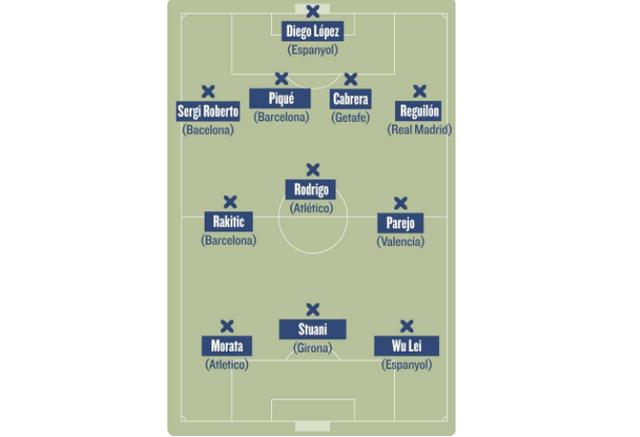 Diego López
(Espanyol)
Sergi Roberto
(Bacelona)
Piqué
(Barcelona)
Cabrera
(Getafe)
Reguilón
(Real Madrid)
Rodrigo
(Atlético)
Rakitic
(Barcelona)
Parejo
(Valencia)
Morata
(Atletico)
Stuani
(Girona)
Wu Lei
(Espanyol)